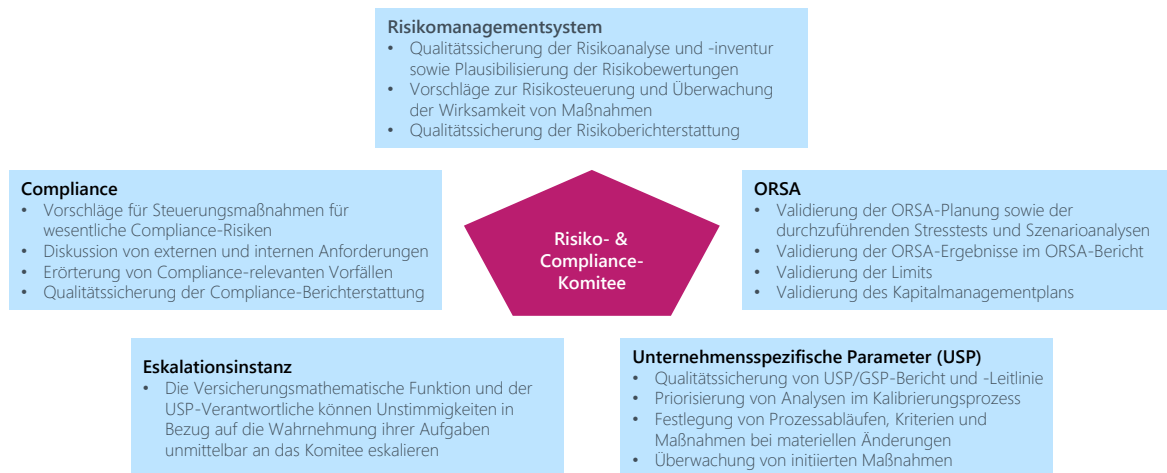 Risikomanagementsystem
• Qualitätssicherung der Risikoanalyse und -inventur
sowie Plausibilisierung der Risikobewertungen
• Vorschläge zur Risikosteuerung und Überwachung
der Wirksamkeit von Maßnahmen
• Qualitätssicherung der Risikoberichterstattung
Compliance
• Vorschläge für Steuerungsmaßnahmen für
wesentliche Compliance-Risiken
• Diskussion von externen und internen Anforderungen
• Erörterung von Compliance-relevanten Vorfällen
• Qualitätssicherung der Compliance-Berichterstattung
Risiko- &
Compliance-
Komitee
ORSA
• Validierung der ORSA-Planung sowie der
durchzuführenden Stresstests und Szenarioanalysen
• Validierung der ORSA-Ergebnisse im ORSA-Bericht
• Validierung der Limits
• Validierung des Kapitalmanagementplans
Eskalationsinstanz
• Die Versicherungsmathematische Funktion und der
USP-Verantwortliche können Unstimmigkeiten in
Bezug auf die Wahrnehmung ihrer Aufgaben
unmittelbar an das Komitee eskalieren
Unternehmensspezifische Parameter (USP)
• Qualitätssicherung von USP/GSP-Bericht und -Leitlinie
• Priorisierung von Analysen im Kalibrierungsprozess
• Festlegung von Prozessabläufen, Kriterien und
Maßnahmen bei materiellen Änderungen
• Überwachung von initiierten Maßnahmen